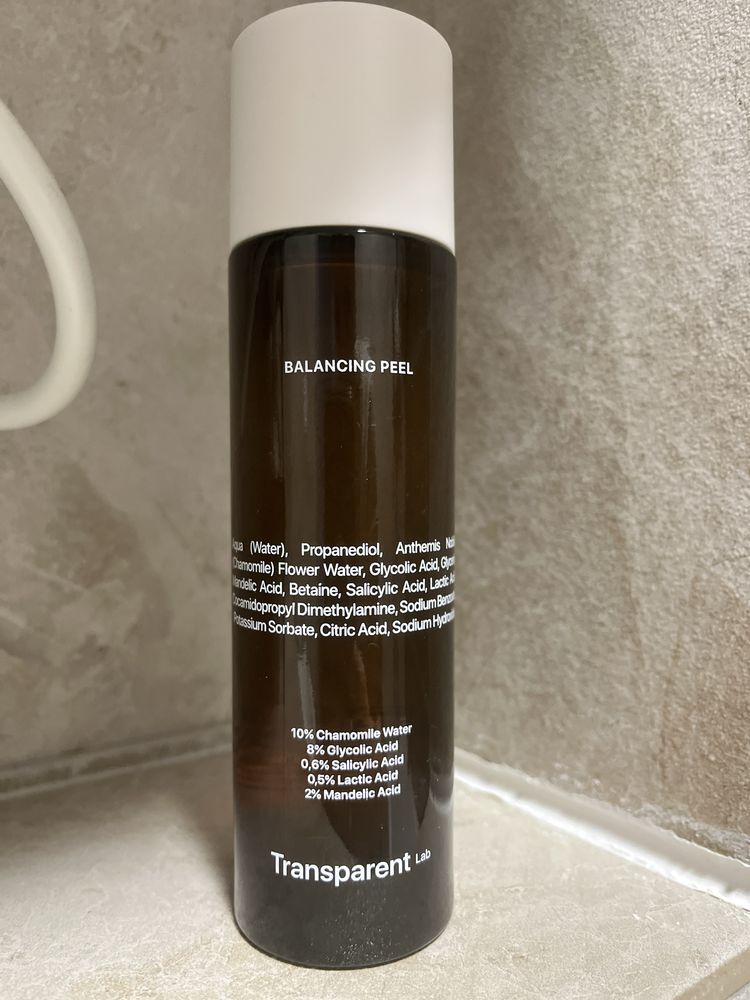 BALANCING PEEL
(Water), Propanediol, Anthemis
(Chamomile) Flower Water, Glycolic Acid,
Mandelic Acid, Betaine, Salicylic Acid, Lactic
Cocamidopropyl Dimethylamine, Sodium
Potassium Sorbate, Citric Acid, Sodium
10% Chamomile Water
8% Glycolic Acid
0,6% Salicylic Acid
0,5% Lactic Acid
2% Mandelic Acid
Transparent Lab